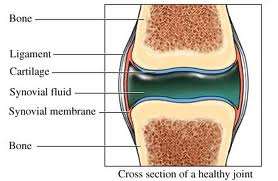 Bone
Ligament
Cartilage
Synovial fluid
Synovial membrane
Bone
Cross section of a healthy joint